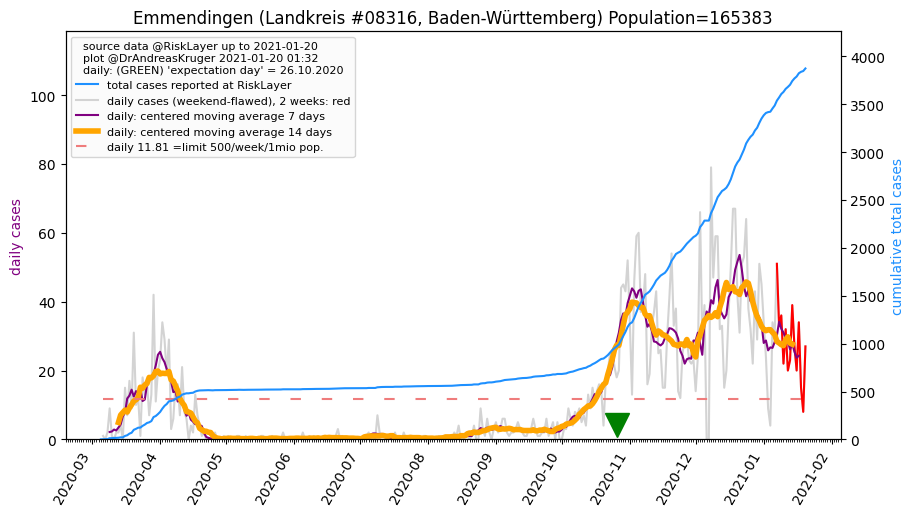 Emmendingen (Landkreis #08316, Baden-Württemberg) Population=165383
source data @RiskLayer up to 2021-01-20
plot @DrAndreasKruger 2021-01-20 01:32
daily: (GREEN) 'expectation day' = 26.10.2020
total cases reported at RiskLayer
daily cases (weekend-flawed), 2 weeks: red
daily: centered moving average 7 days
daily: centered moving average 14 days
daily 11.81 =limit 500/week/1mio pop.
daily cases
100
80
60
40
20
0
cumulative total cases
4000
3500
3000
2500
2000
1500
1000
500
0
2020-03
2020-04
2020-05
2020-06
2020-07
2020-08
2020-09
2020-10
2020-11
2020-12
2021-01
2021-02